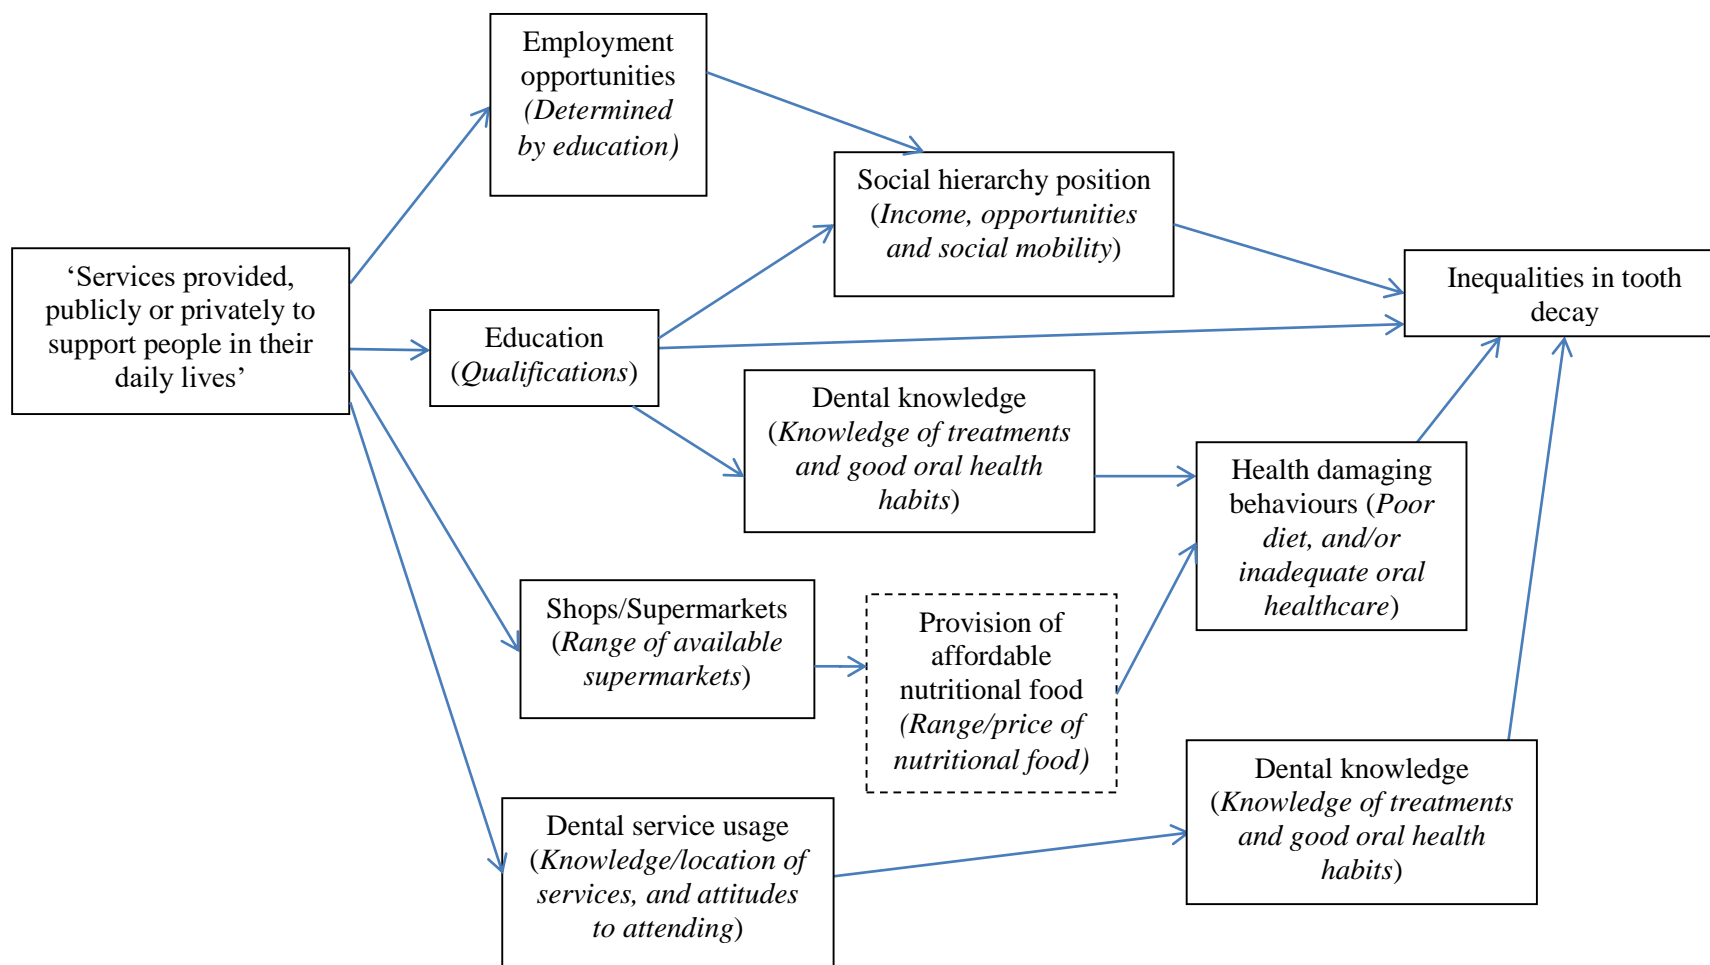 Employment
opportunities
(Determined
by education)
Social hierarchy position
(Income, opportunities
and social mobility)
‘Services provided,
publicly or privately to
support people in their
daily lives’
Inequalities in tooth
decay
Education
(Qualifications)
Dental knowledge
(Knowledge of treatments
and good oral health
habits)
Health damaging
behaviours (Poor
diet, and/or
inadequate oral
healthcare)
Shops/Supermarkets
(Range of available
supermarkets)
Provision of
affordable
nutritional food
(Range/price of
nutritional food)
Dental knowledge
(Knowledge of treatments
and good oral health
habits)
Dental service usage
(Knowledge/location of
services, and attitudes
to attending)